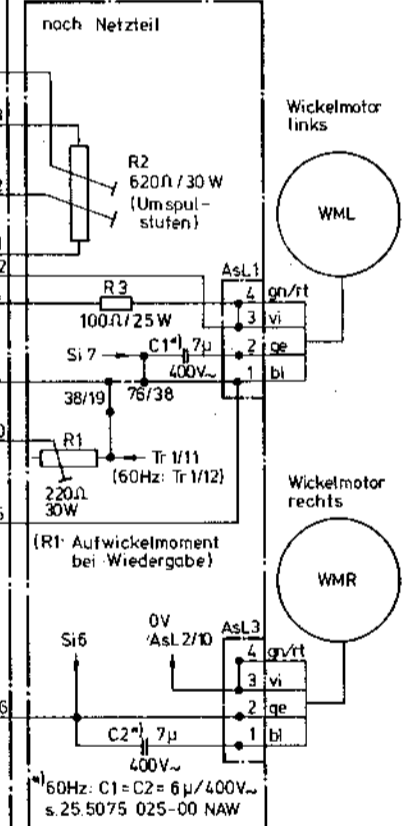 nach Netzteil
Wickelmotor
links
R2
620Ω/30 W
(Umspul-
stufen)
WML
AsL1
R3
4 gn/rt
100Ω/25 W
3 vi
Si 7
C1*) 7µ
2 ge
400V~
1 bl
38/19
76/38
R1
Tr 1/11
(60Hz: Tr 1/12)
220Ω
30W
Wickelmotor
rechts
(R1: Aufwickelmoment
bei Wiedergabe)
WMR
0V
AsL3
Si6
AsL2/10
4 gn/rt
3 vi
2 ge
C2*) 7µ
1 bl
400V~
*) 60Hz: C1 = C2 = 6 µ/400V~
s. 25.5075 025-00 NAW